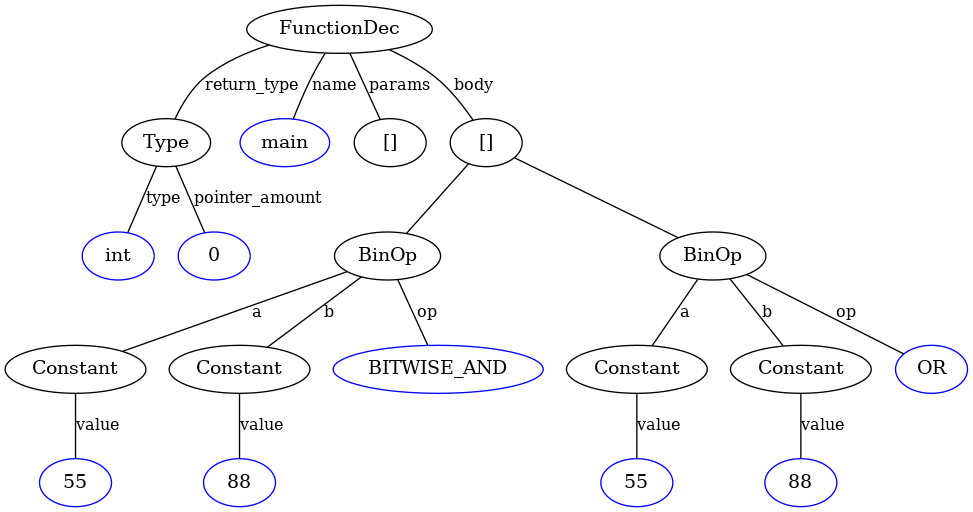 FunctionDec
return_type name params body
Type main [] []
type pointer_amount
int 0 BinOp BinOp
a b op a b op
Constant Constant BITWISE_AND Constant Constant OR
value value value value
55 88 55 88